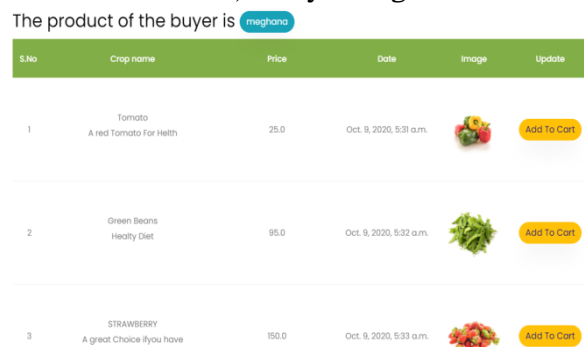 The product of the buyer is meghana
S.No Crop name Price Date Image Update
1 Tomato 25.0 Oct. 9, 2020, 5:31 a.m. Add To Cart
A red Tomato For Helth
2 Green Beans 95.0 Oct. 9, 2020, 5:32 a.m. Add To Cart
Healty Diet
3 STRAWBERRY 150.0 Oct. 9, 2020, 5:33 a.m. Add To Cart
A great Choice ifyou have